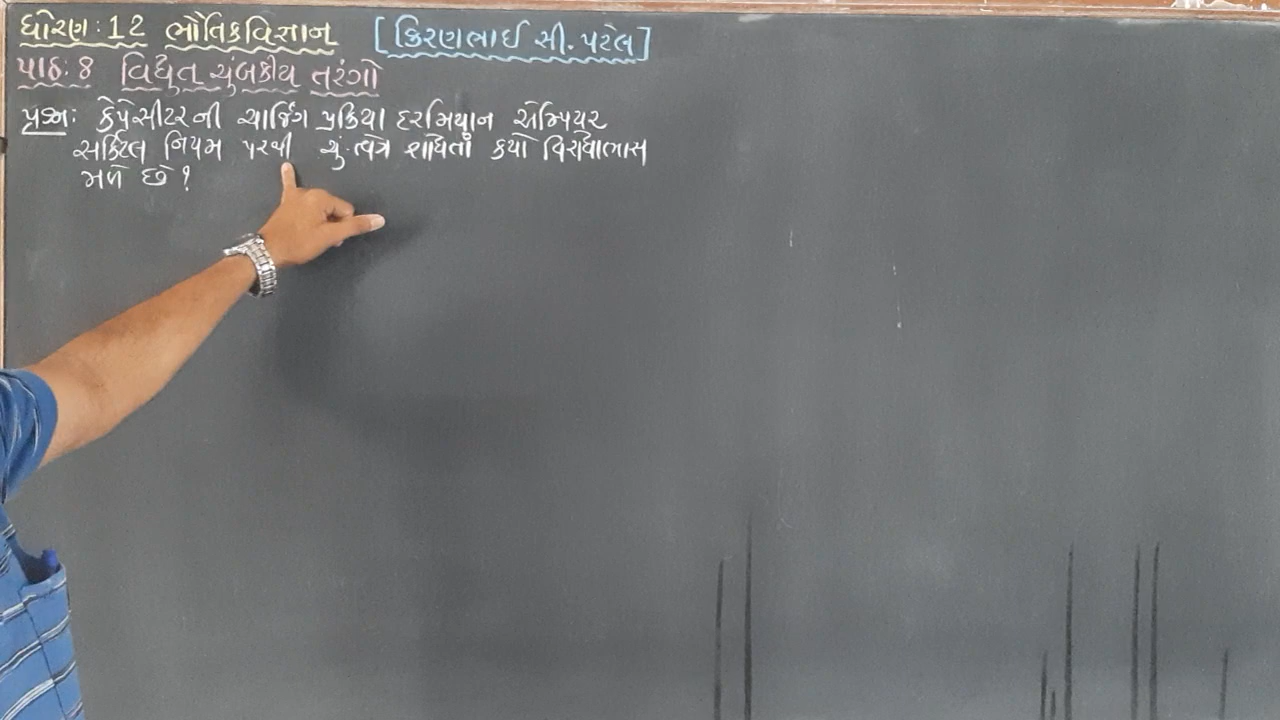 ધોરણ : 12 ભૌતિકવિજ્ઞાન [કિરણભાઈ સી. પટેલ]
પાઠ : 8 વિદ્યુત ચુંબકીય તરંગો
પ્રશ્ન : કેપેસીટરની ચાર્જિંગ પ્રક્રિયા દરમિયાન એમ્પિયર
સર્કિટલ નિયમ પરથી ચું.ક્ષેત્ર શોધતાં કયો વિરોધાભાસ
મળે છે ?